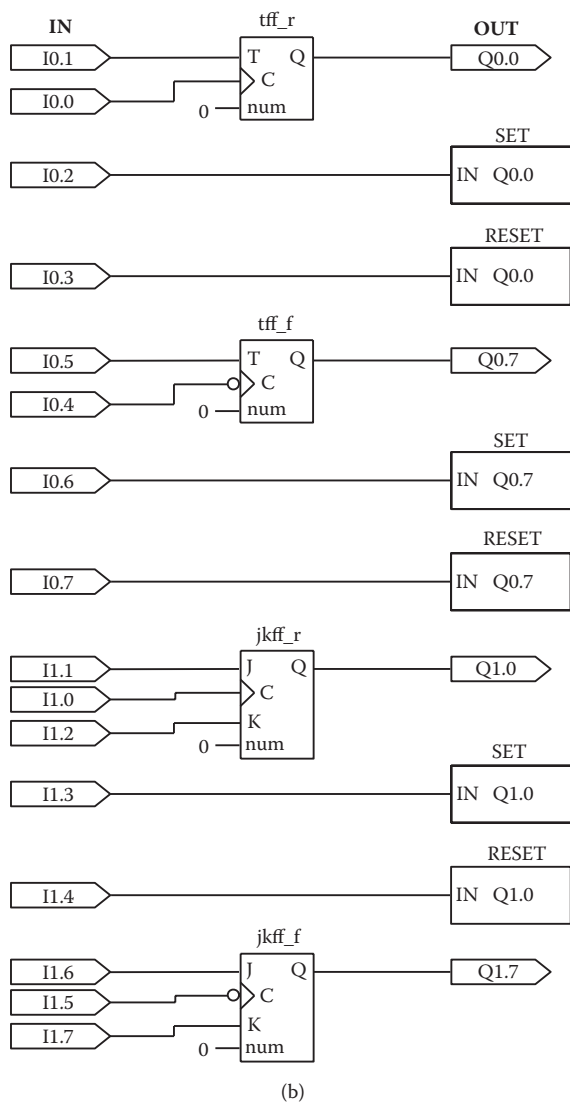 IN OUT
tff_r
I0.1 T Q Q0.0
I0.0 C
0 num
SET
I0.2 IN Q0.0
RESET
I0.3 IN Q0.0
tff_f
I0.5 T Q Q0.7
I0.4 C
0 num
SET
I0.6 IN Q0.7
RESET
I0.7 IN Q0.7
jkff_r
I1.1 J Q Q1.0
I1.0 C
I1.2 K
0 num
SET
I1.3 IN Q1.0
RESET
I1.4 IN Q1.0
jkff_f
I1.6 J Q Q1.7
I1.5 C
I1.7 K
0 num
(b)